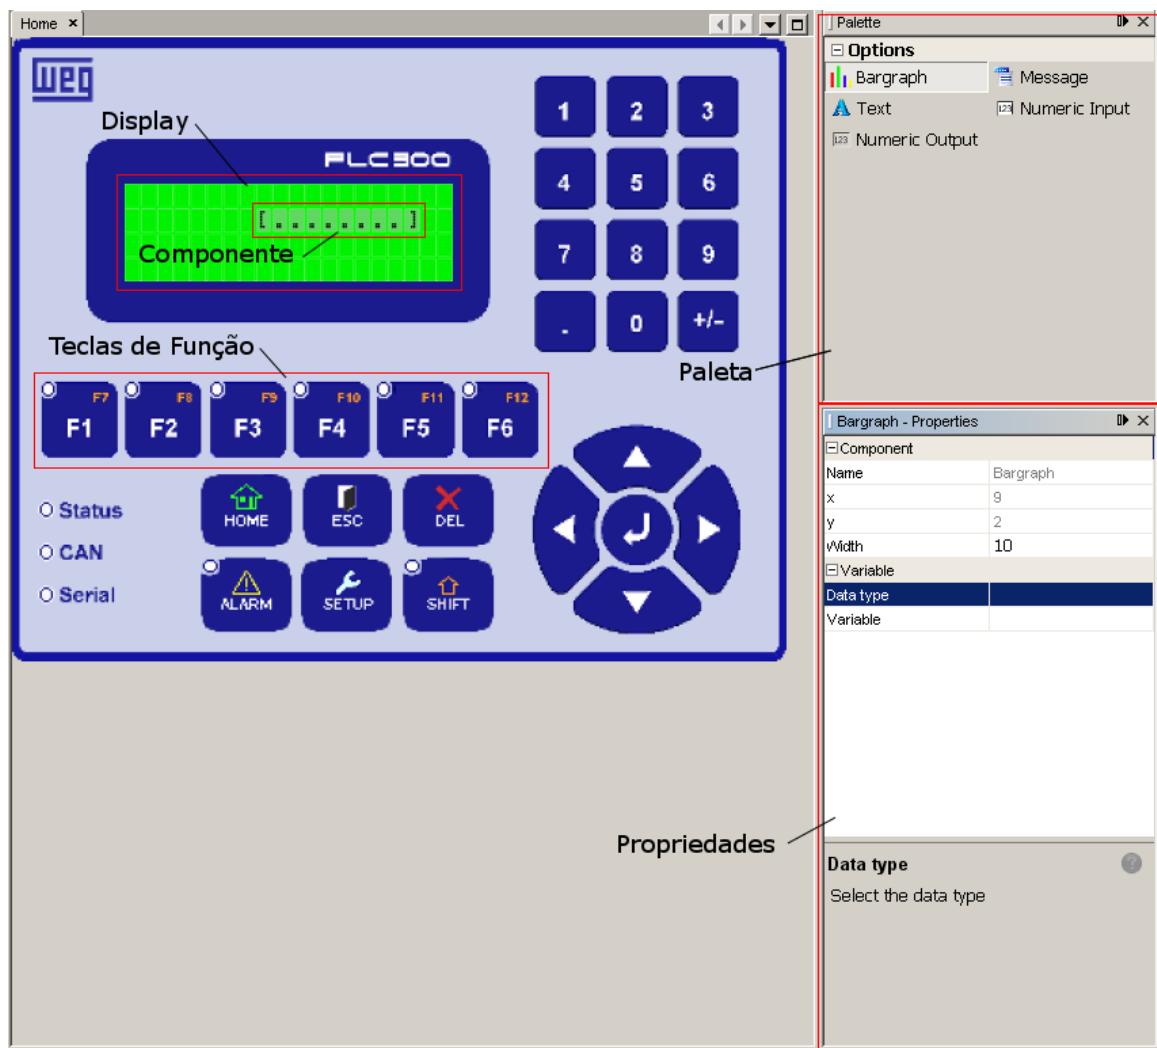 Home
WEG
Display
PLC300
[........]
Componente
1 2 3
4 5 6
7 8 9
. 0 +/-
Teclas de Função
F7 F8 F9 F10 F11 F12
F1 F2 F3 F4 F5 F6
Status
CAN
Serial
HOME ESC DEL
ALARM SETUP SHIFT
Paleta
Propriedades
Palette
Options
Bargraph Message
Text Numeric Input
Numeric Output
Bargraph - Properties
Component
Name Bargraph
x 9
y 2
Width 10
Variable
Data type
Variable
Data type
Select the data type